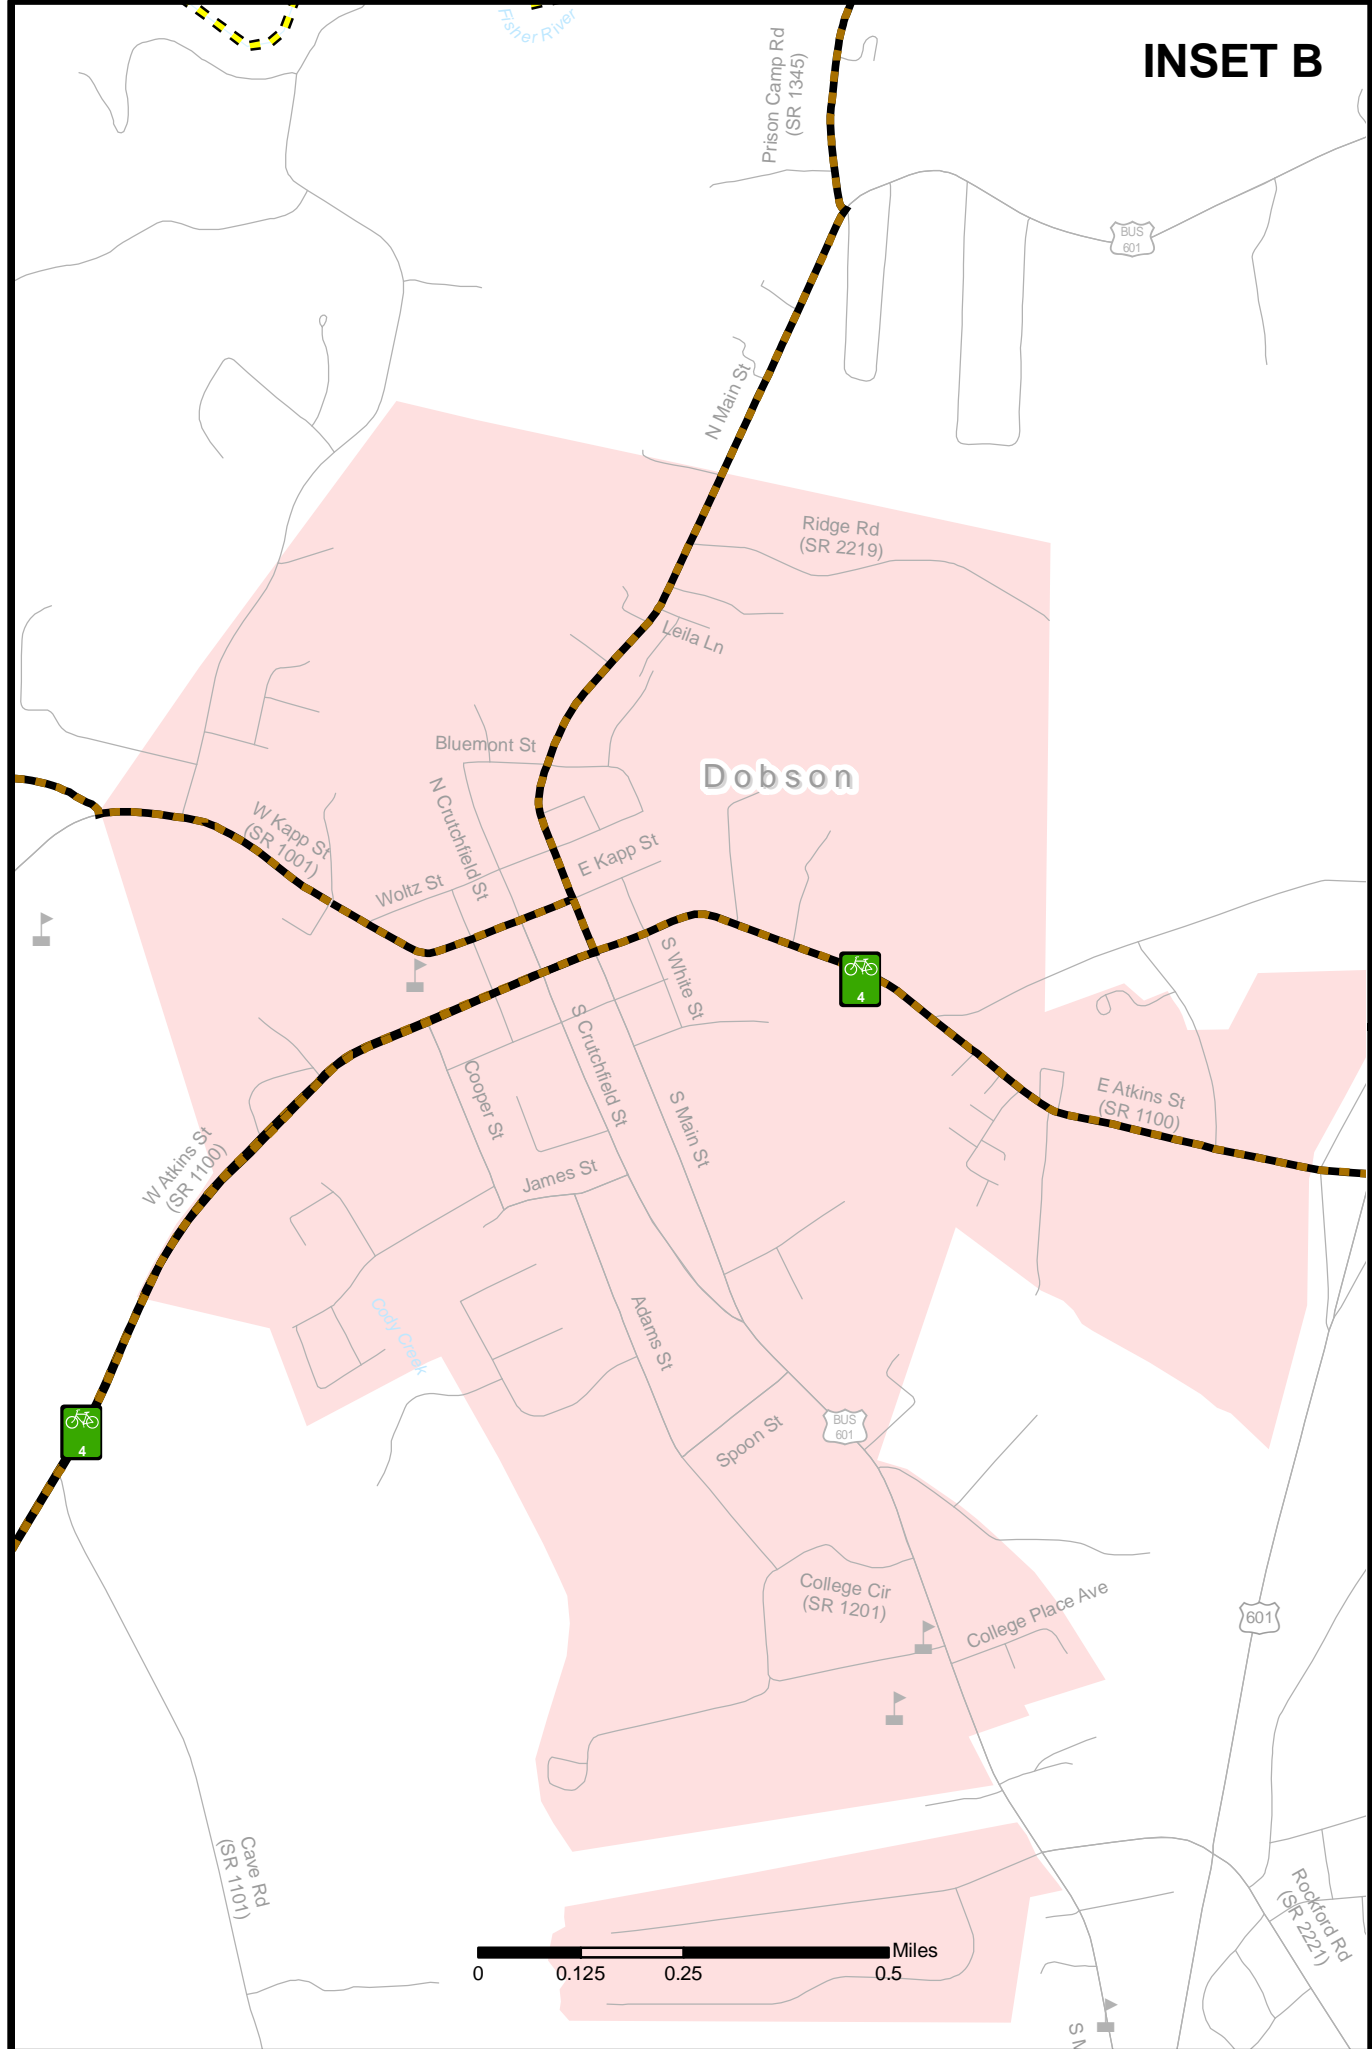 Fisher River
INSET B
Prison Camp Rd
(SR 1345)
BUS
601
N Main St
Ridge Rd
(SR 2219)
Leila Ln
Bluemont St
Dobson
N Crutchfield St
W Kapp St
(SR 1001)
E Kapp St
Woltz St
S White St
4
S Crutchfield St
Cooper St
E Atkins St
(SR 1100)
S Main St
W Atkins St
(SR 1100)
James St
Cody Creek
Adams St
4
Spoon St
BUS
601
College Cir
(SR 1201)
College Place Ave
601
Cave Rd
(SR 1101)
Rockford Rd
(SR 2221)
Miles
0
0.125
0.25
0.5